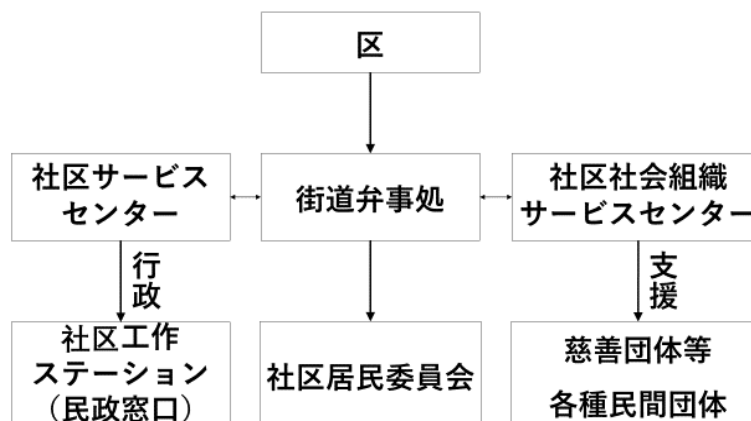 区
社区サービス
センター
街道弁事処
社区社会組織
サービスセンター
行政
支援
社区工作
ステーション
（民政窓口）
社区居民委員会
慈善団体等
各種民間団体